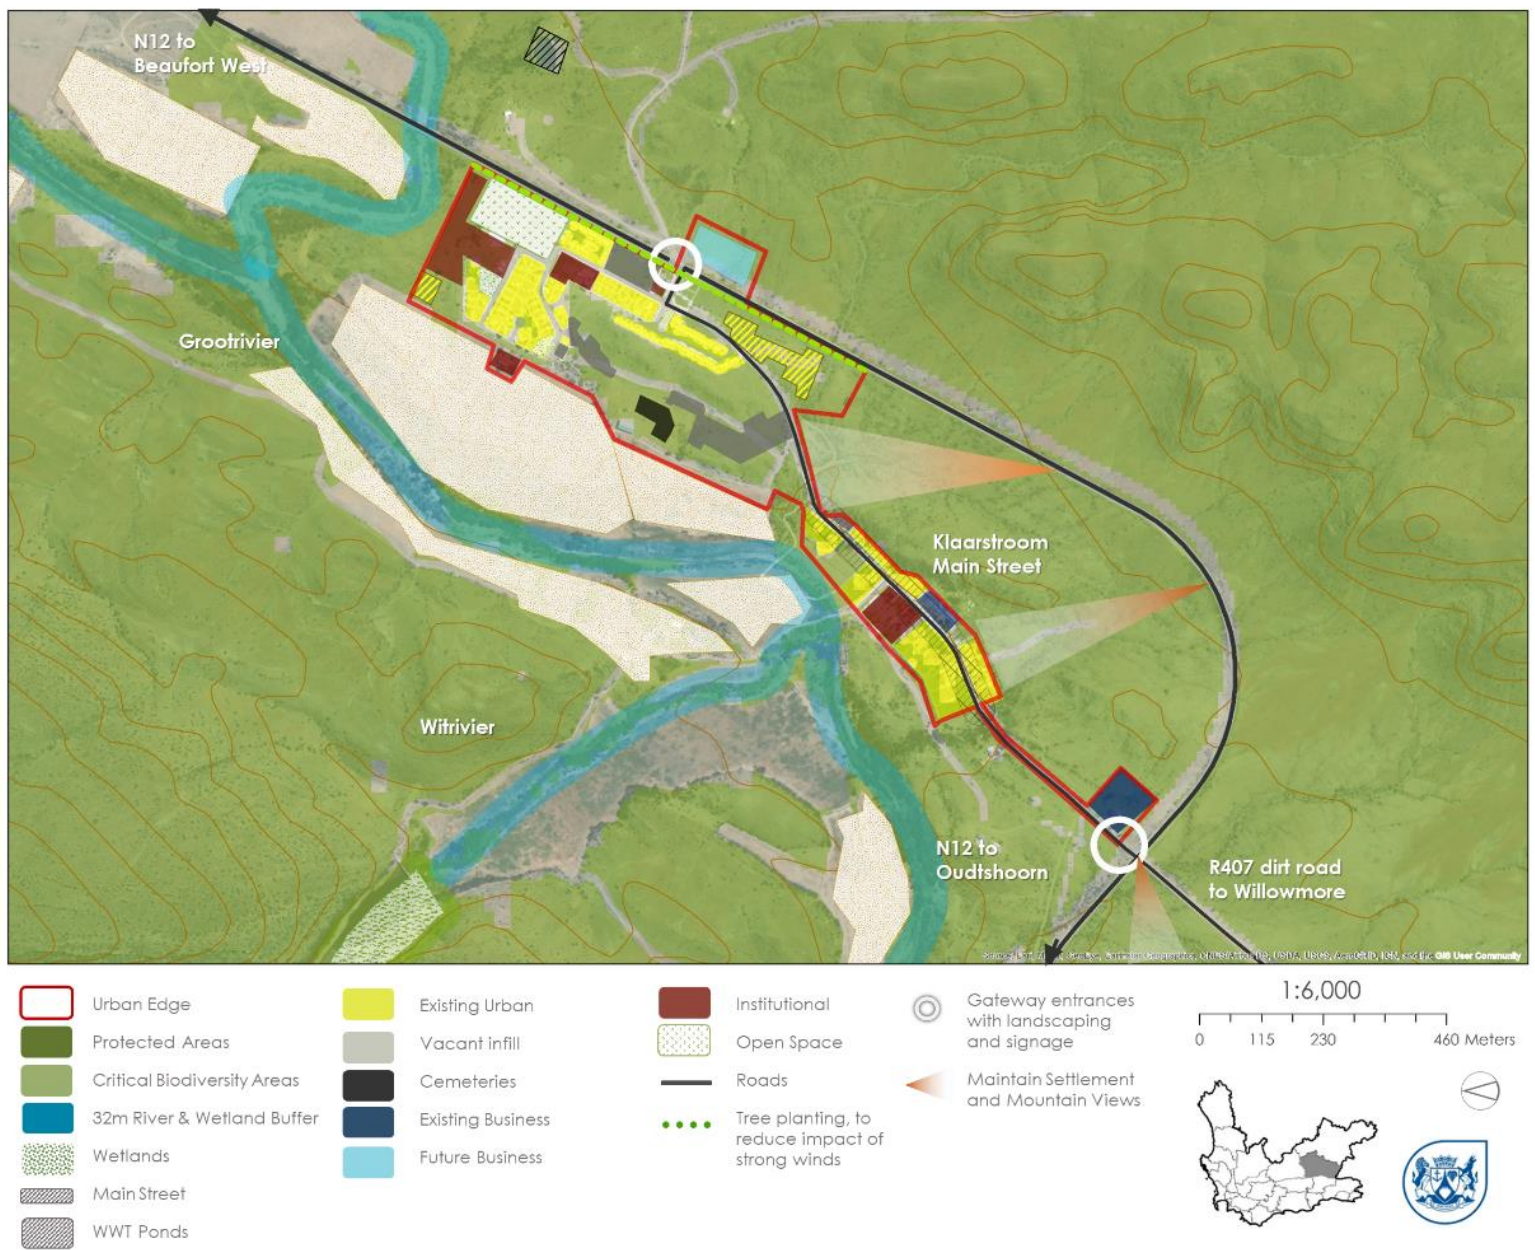 N12 to
Beaufort West
Grootrivier
Klaarstroom
Main Street
Witrivier
N12 to
Oudtshoorn
R407 dirt road
to Willowmore
GIS User Community
Urban Edge
Protected Areas
Critical Biodiversity Areas
32m River & Wetland Buffer
Wetlands
Main Street
WWT Ponds
Existing Urban
Vacant infill
Cemeteries
Existing Business
Future Business
Institutional
Open Space
Roads
Tree planting, to
reduce impact of
strong winds
Gateway entrances
with landscaping
and signage
Maintain Settlement
and Mountain Views
1:6,000
0 115 230 460 Meters